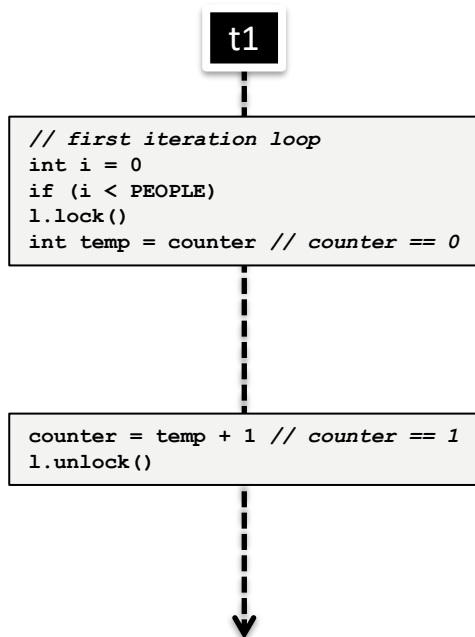 t1
// first iteration loop
int i = 0
if (i < PEOPLE)
l.lock()
int temp = counter // counter == 0
counter = temp + 1 // counter == 1
l.unlock()